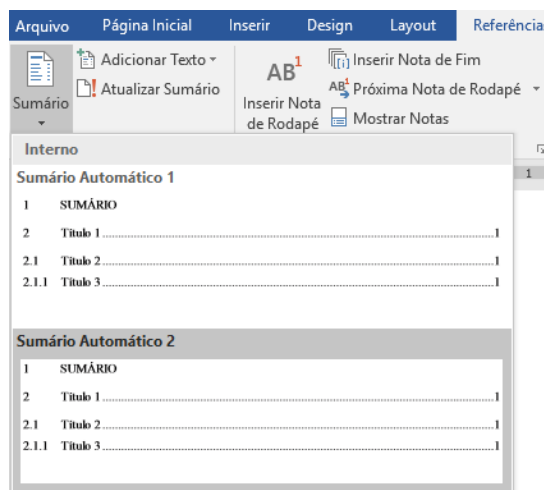 Arquivo Página Inicial Inserir Design Layout Referências
Adicionar Texto
Atualizar Sumário
Sumário
AB1
Inserir Nota
de Rodapé
[i] Inserir Nota de Fim
AB1 Próxima Nota de Rodapé
Mostrar Notas
Interno
1
Sumário Automático 1
1 SUMÁRIO
2 Título 1 ........................................ 1
2.1 Título 2 ........................................ 1
2.1.1 Título 3 ........................................ 1
Sumário Automático 2
1 SUMÁRIO
2 Título 1 ........................................ 1
2.1 Título 2 ........................................ 1
2.1.1 Título 3 ........................................ 1